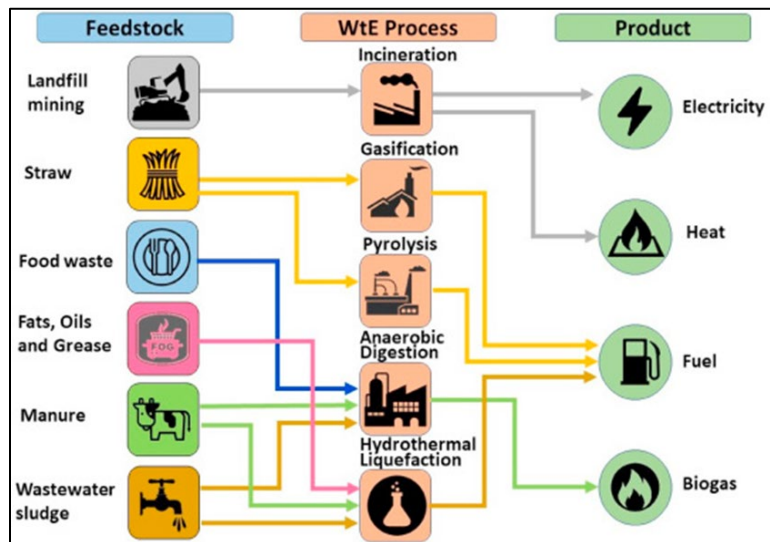 Feedstock
WtE Process
Product
Landfill
mining
Straw
Food waste
Fats, Oils
and Grease
FOG
Manure
Wastewater
sludge
Incineration
Gasification
Pyrolysis
Anaerobic
Digestion
Hydrothermal
Liquefaction
Electricity
Heat
Fuel
Biogas